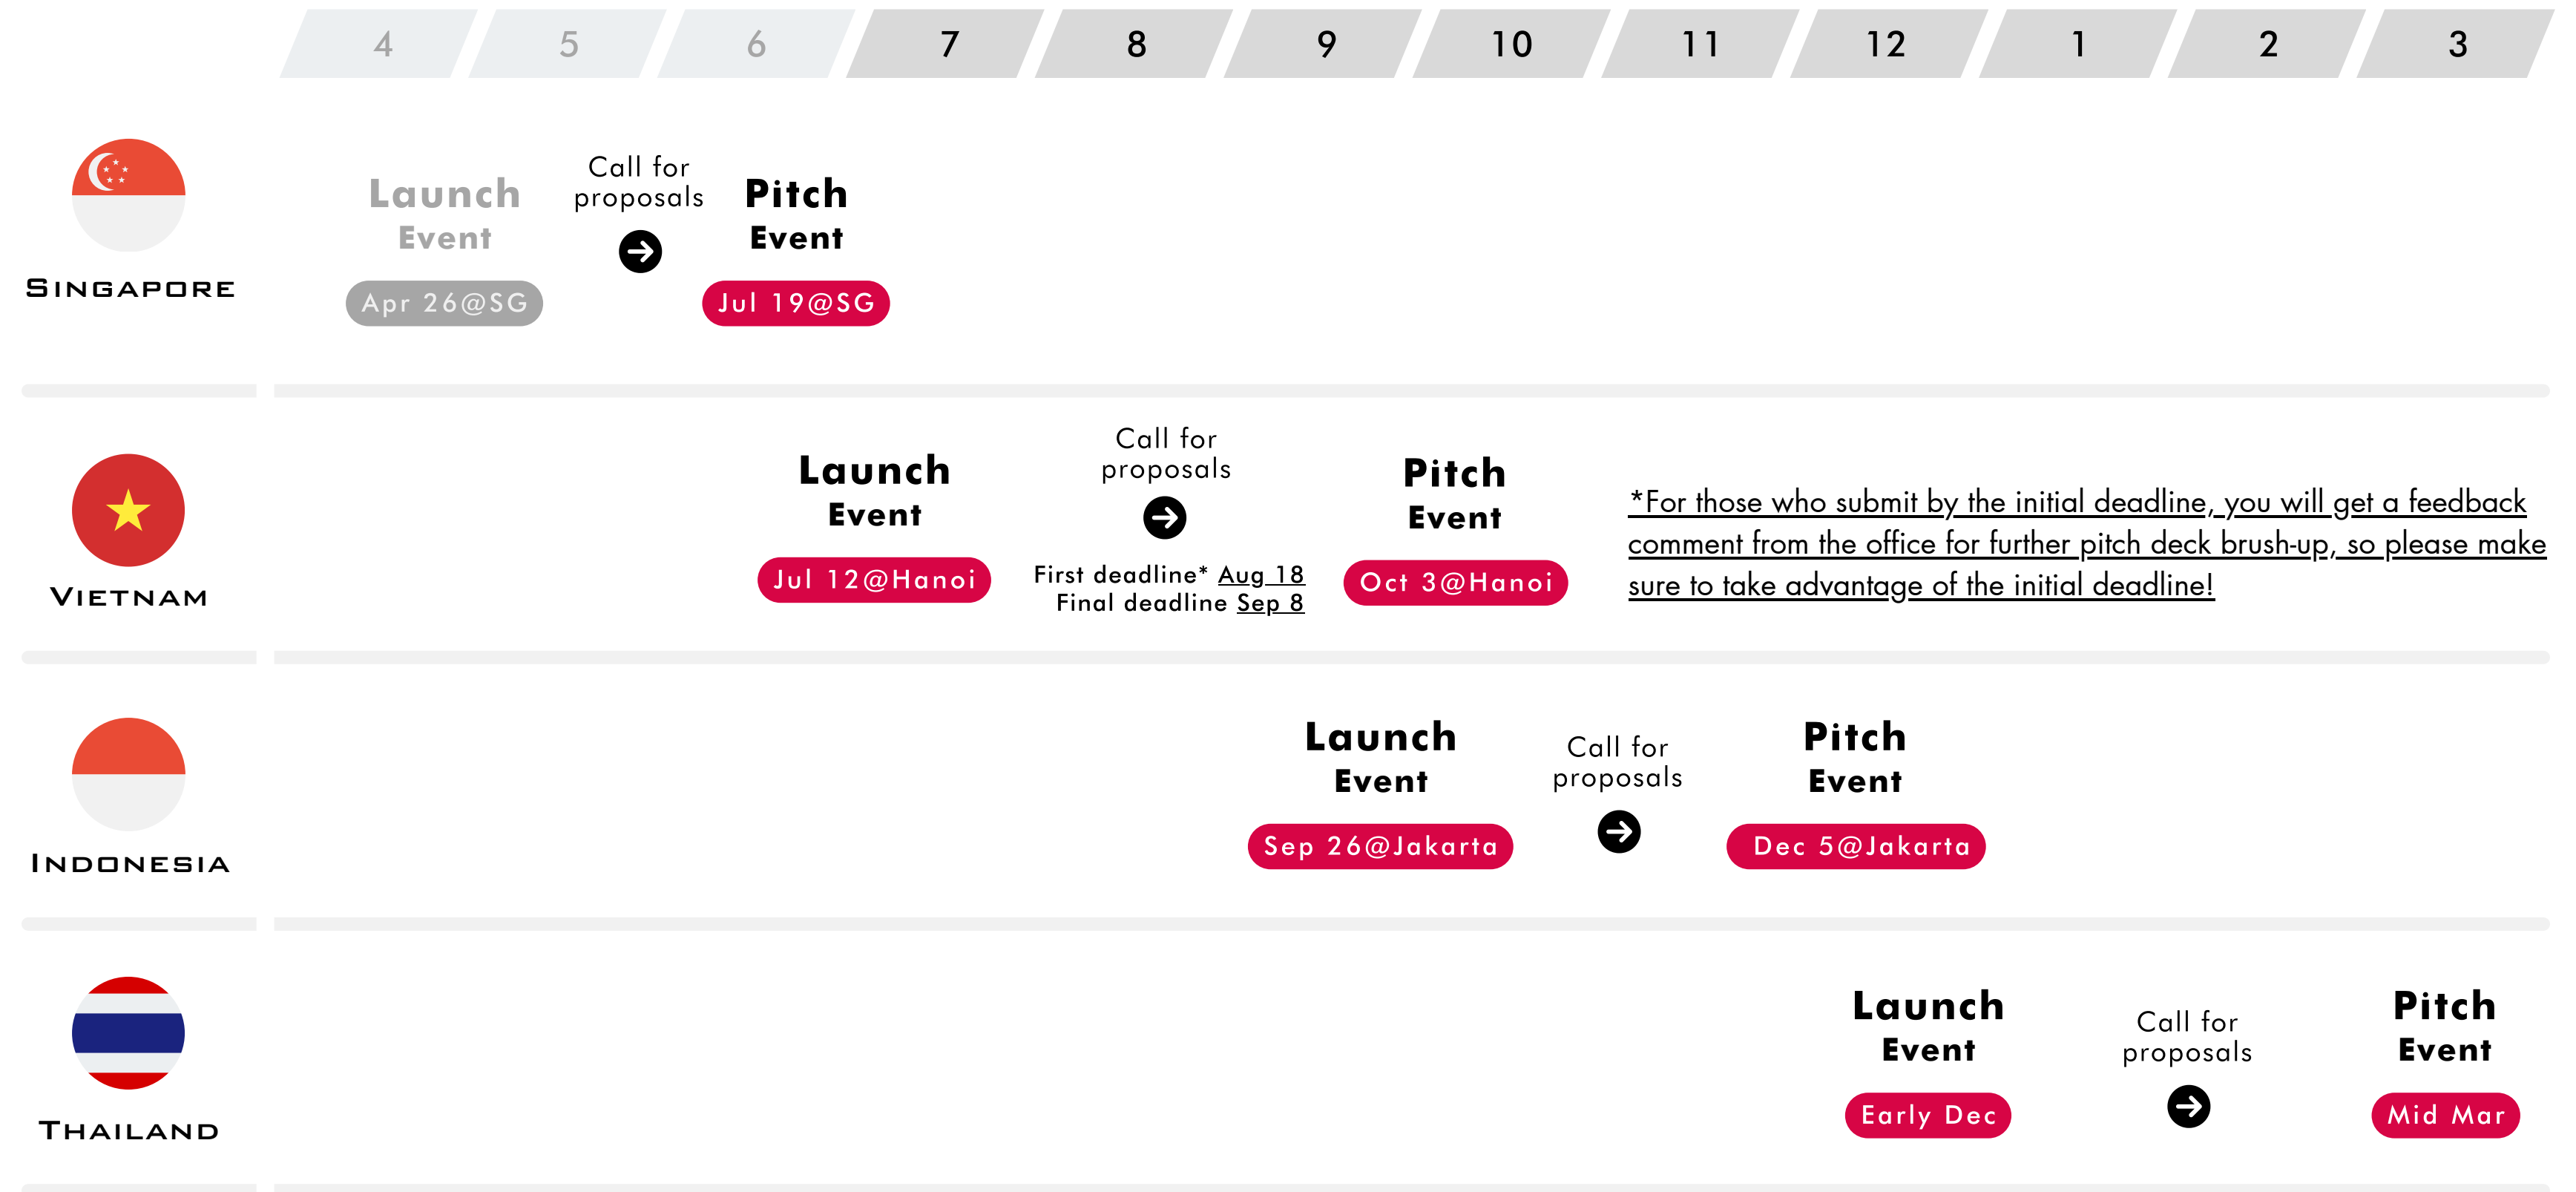 4 5 6 7 8 9 10 11 12 1 2 3
SINGAPORE
Launch
Event
Apr 26@SG
Call for
proposals
Pitch
Event
Jul 19@SG
VIETNAM
Launch
Event
Jul 12@Hanoi
Call for
proposals
First deadline* Aug 18
Final deadline Sep 8
Pitch
Event
Oct 3@Hanoi
*For those who submit by the initial deadline, you will get a feedback
comment from the office for further pitch deck brush-up, so please make
sure to take advantage of the initial deadline!
INDONESIA
Launch
Event
Sep 26@Jakarta
Call for
proposals
Pitch
Event
Dec 5@Jakarta
THAILAND
Launch
Event
Early Dec
Call for
proposals
Pitch
Event
Mid Mar